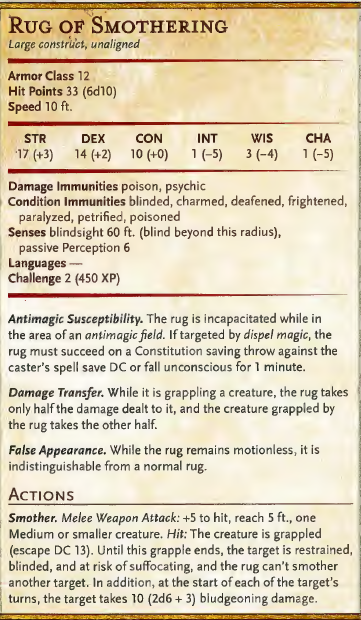 RUG OF SMOTHERING
Large construct, unaligned
Armor Class 12
Hit Points 33 (6d10)
Speed 10 ft.
STR DEX CON INT WIS CHA
17 (+3) 14 (+2) 10 (+0) 1 (−5) 3 (−4) 1 (−5)
Damage Immunities poison, psychic
Condition Immunities blinded, charmed, deafened, frightened,
paralyzed, petrified, poisoned
Senses blindsight 60 ft. (blind beyond this radius),
passive Perception 6
Languages —
Challenge 2 (450 XP)
Antimagic Susceptibility. The rug is incapacitated while in
the area of an antimagic field. If targeted by dispel magic, the
rug must succeed on a Constitution saving throw against the
caster's spell save DC or fall unconscious for 1 minute.
Damage Transfer. While it is grappling a creature, the rug takes
only half the damage dealt to it, and the creature grappled by
the rug takes the other half.
False Appearance. While the rug remains motionless, it is
indistinguishable from a normal rug.
ACTIONS
Smother. Melee Weapon Attack: +5 to hit, reach 5 ft., one
Medium or smaller creature. Hit: The creature is grappled
(escape DC 13). Until this grapple ends, the target is restrained,
blinded, and at risk of suffocating, and the rug can't smother
another target. In addition, at the start of each of the target's
turns, the target takes 10 (2d6 + 3) bludgeoning damage.